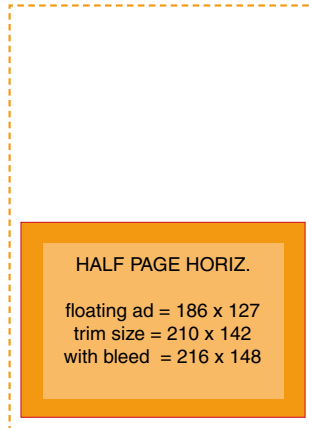 HALF PAGE HORIZ.
floating ad = 186 x 127
trim size = 210 x 142
with bleed  = 216 x 148